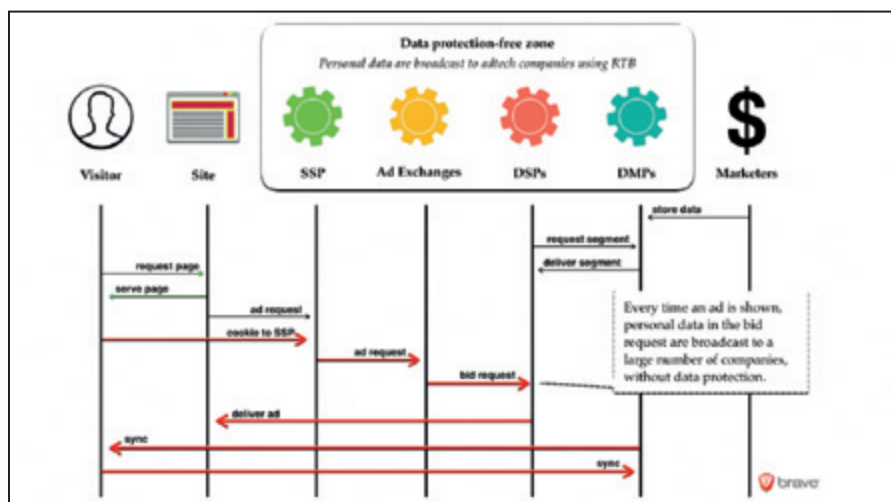 Data protection-free zone
Personal data are broadcast to adtech companies using RTB
Visitor
Site
SSP
Ad Exchanges
DSPs
DMPs
$
Marketers
store data
request segment
deliver segment
request page
serve page
ad request
cookie to SSP
ad request
bid request
Every time an ad is shown,
personal data in the bid
request are broadcast to a
large number of companies,
without data protection.
deliver ad
sync
sync
brave